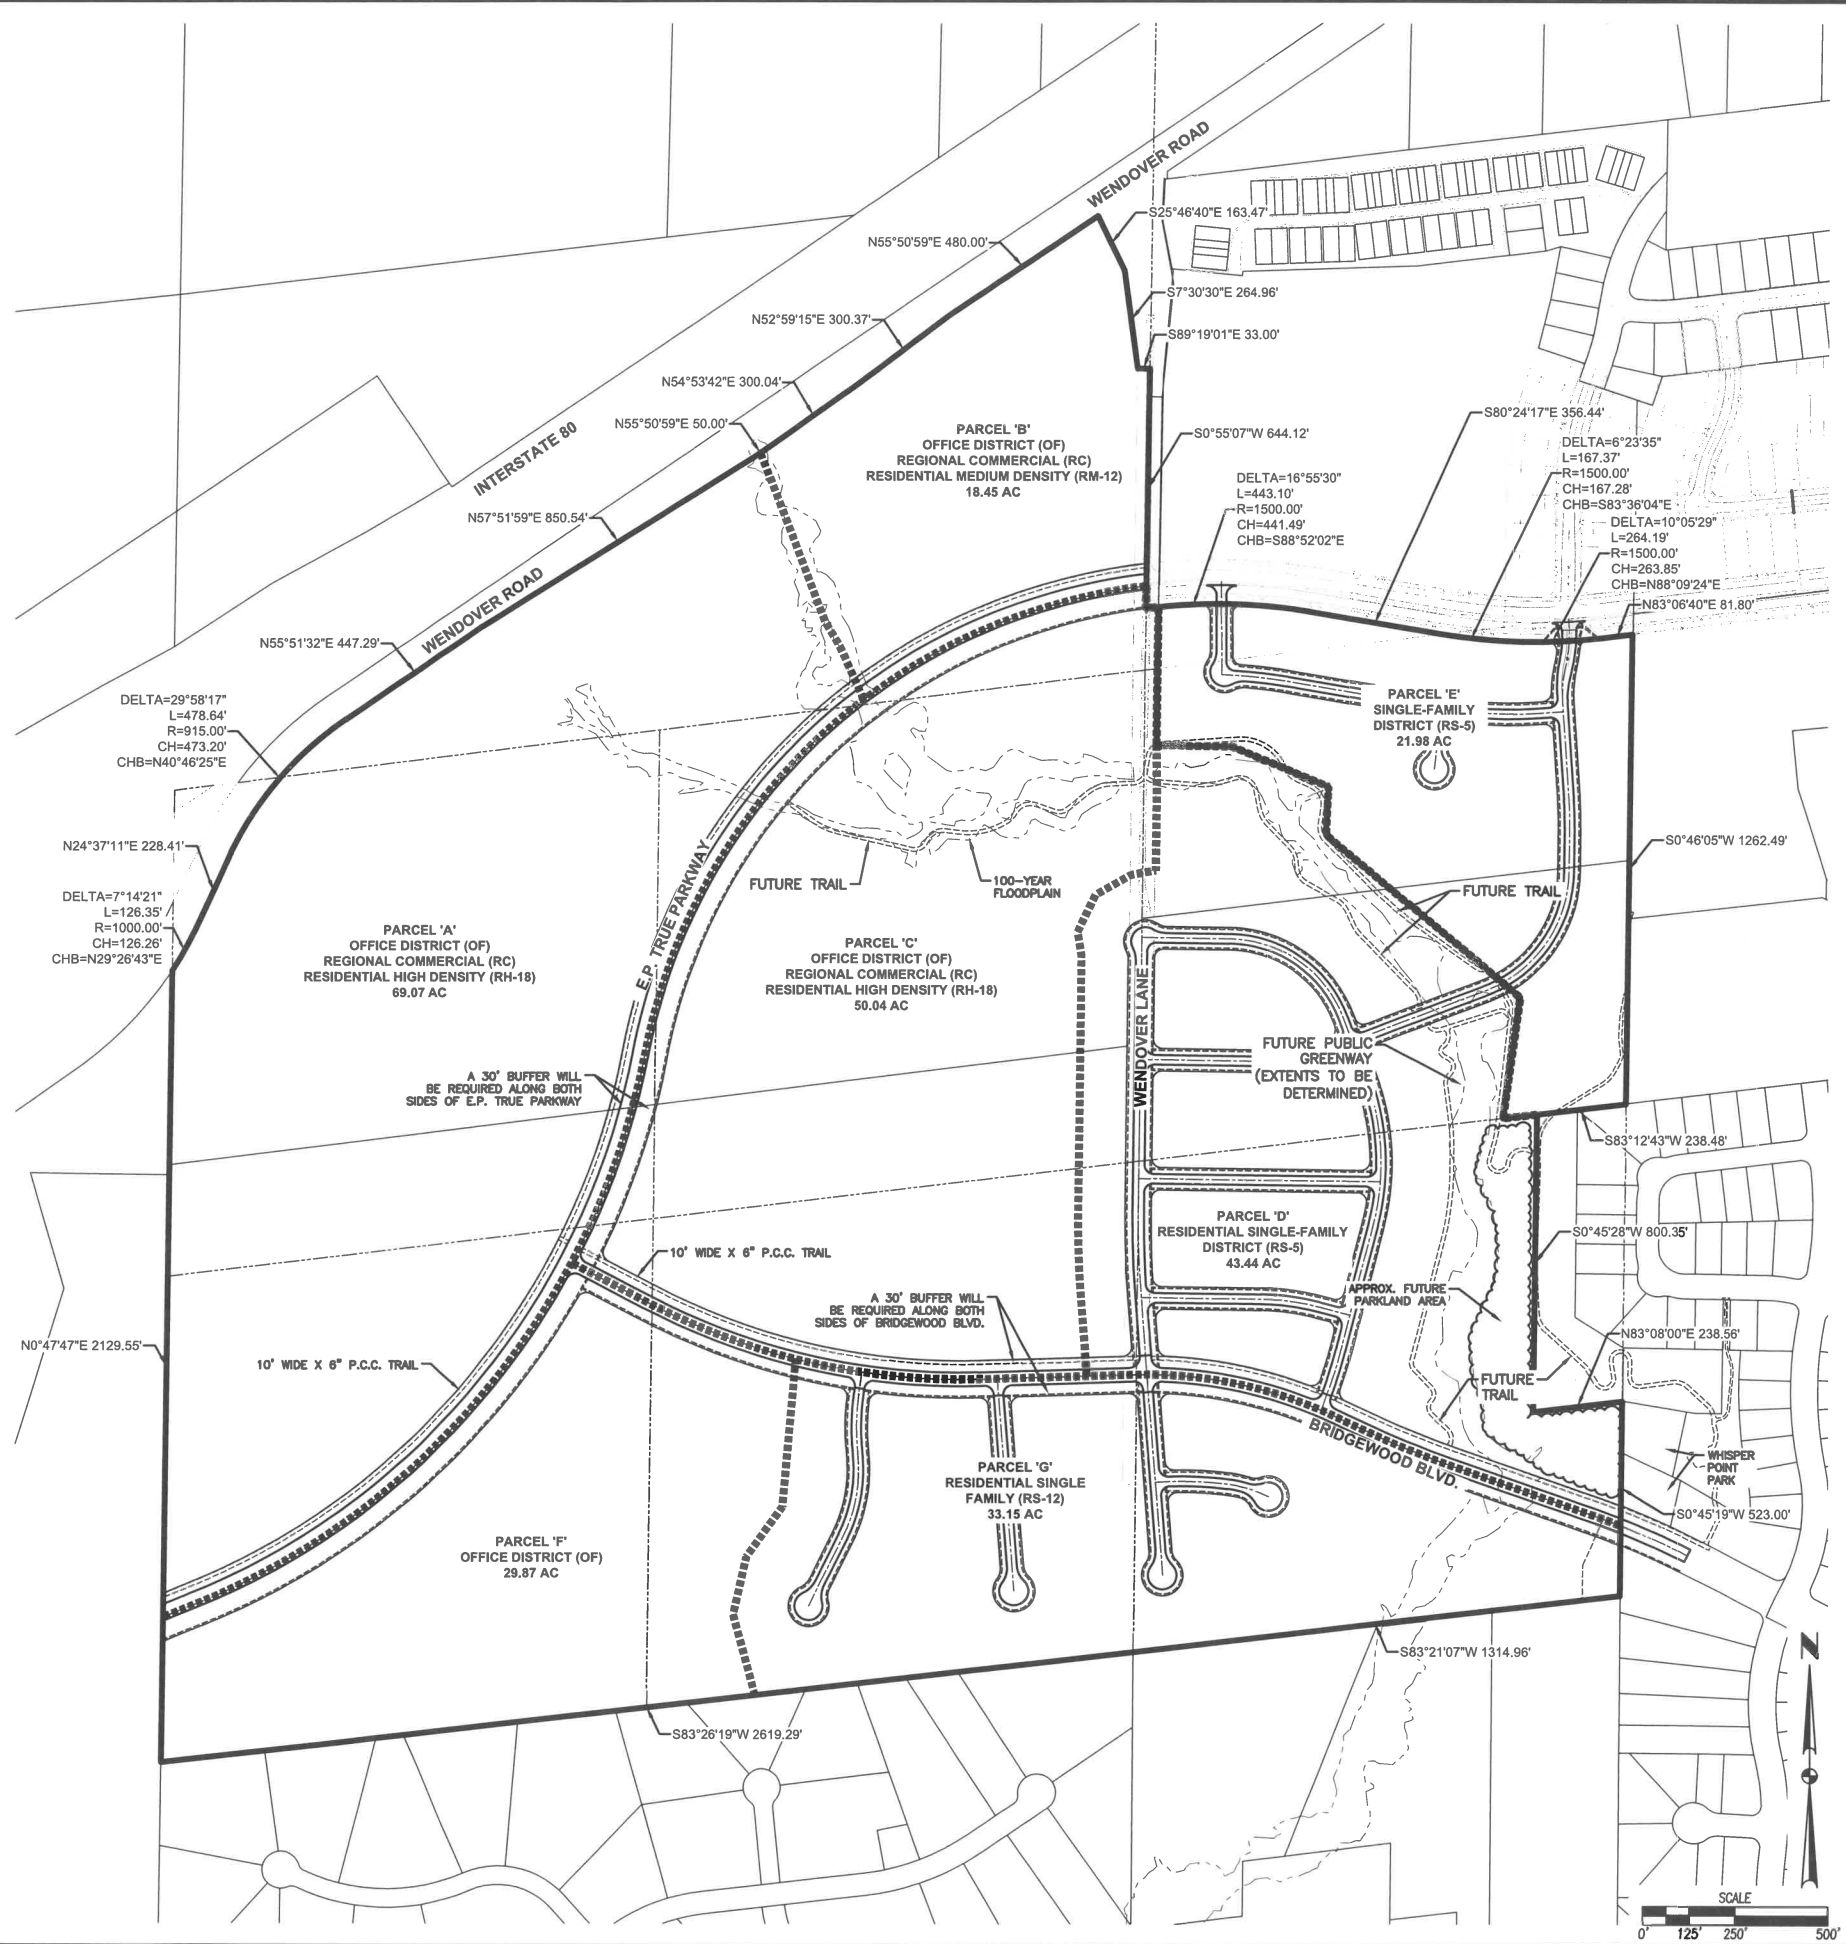 WENDOVER ROAD
S25°46'40"E 163.47'
N55°50'59"E 480.00'
S7°30'30"E 264.96'
N52°59'15"E 300.37'
S89°19'01"E 33.00'
N54°53'42"E 300.04'
N55°50'59"E 50.00'
INTERSTATE 80
PARCEL 'B'
OFFICE DISTRICT (OF)
REGIONAL COMMERCIAL (RC)
RESIDENTIAL MEDIUM DENSITY (RM-12)
18.45 AC
S0°55'07"W 644.12'
S80°24'17"E 356.44'
DELTA=6°23'35"
L=167.37'
R=1500.00'
CH=167.28'
CHB=S83°36'04"E
DELTA=16°55'30"
L=443.10'
R=1500.00'
CH=441.49'
CHB=S88°52'02"E
DELTA=10°05'29"
L=264.19'
R=1500.00'
CH=263.85'
CHB=N88°09'24"E
N83°06'40"E 81.80'
N57°51'59"E 850.54'
WENDOVER ROAD
N55°51'32"E 447.29'
DELTA=29°58'17"
L=478.64'
R=915.00'
CH=473.20'
CHB=N40°46'25"E
PARCEL 'E'
SINGLE-FAMILY
DISTRICT (RS-5)
21.98 AC
N24°37'11"E 228.41'
S0°46'05"W 1262.49'
DELTA=7°14'21"
L=126.35'
R=1000.00'
CH=126.26'
CHB=N29°26'43"E
E.P. TRUE PARKWAY
FUTURE TRAIL
100-YEAR
FLOODPLAIN
FUTURE TRAIL
PARCEL 'A'
OFFICE DISTRICT (OF)
REGIONAL COMMERCIAL (RC)
RESIDENTIAL HIGH DENSITY (RH-18)
69.07 AC
PARCEL 'C'
OFFICE DISTRICT (OF)
REGIONAL COMMERCIAL (RC)
RESIDENTIAL HIGH DENSITY (RH-18)
50.04 AC
WENDOVER LANE
FUTURE PUBLIC
GREENWAY
(EXTENTS TO BE
DETERMINED)
A 30' BUFFER WILL
BE REQUIRED ALONG BOTH
SIDES OF E.P. TRUE PARKWAY
S83°12'43"W 238.48'
PARCEL 'D'
RESIDENTIAL SINGLE-FAMILY
DISTRICT (RS-5)
43.44 AC
S0°45'28"W 800.35'
10' WIDE X 6" P.C.C. TRAIL
A 30' BUFFER WILL
BE REQUIRED ALONG BOTH
SIDES OF BRIDGEWOOD BLVD.
APPROX. FUTURE
PARKLAND AREA
N83°08'00"E 238.56'
N0°47'47"E 2129.55'
10' WIDE X 6" P.C.C. TRAIL
FUTURE
TRAIL
BRIDGEWOOD BLVD.
WHISPER
POINT
PARK
PARCEL 'G'
RESIDENTIAL SINGLE
FAMILY (RS-12)
33.15 AC
S0°45'19"W 523.00'
PARCEL 'F'
OFFICE DISTRICT (OF)
29.87 AC
S83°21'07"W 1314.96'
S83°26'19"W 2619.29'
N
SCALE
0' 125' 250' 500'